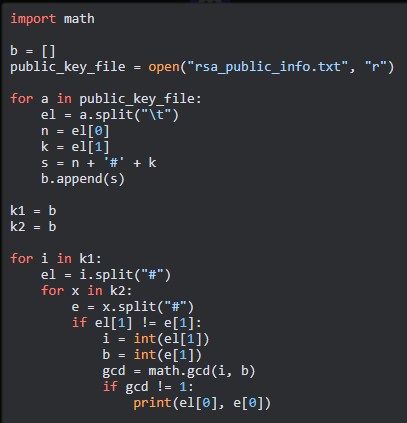 import math
b = []
public_key_file = open("rsa_public_info.txt", "r")
for a in public_key_file:
    el = a.split("\t")
    n = el[0]
    k = el[1]
    s = n + '#' + k
    b.append(s)
k1 = b
k2 = b
for i in k1:
    el = i.split("#")
    for x in k2:
        e = x.split("#")
        if el[1] != e[1]:
            i = int(el[1])
            b = int(e[1])
            gcd = math.gcd(i, b)
            if gcd != 1:
                print(el[0], e[0])